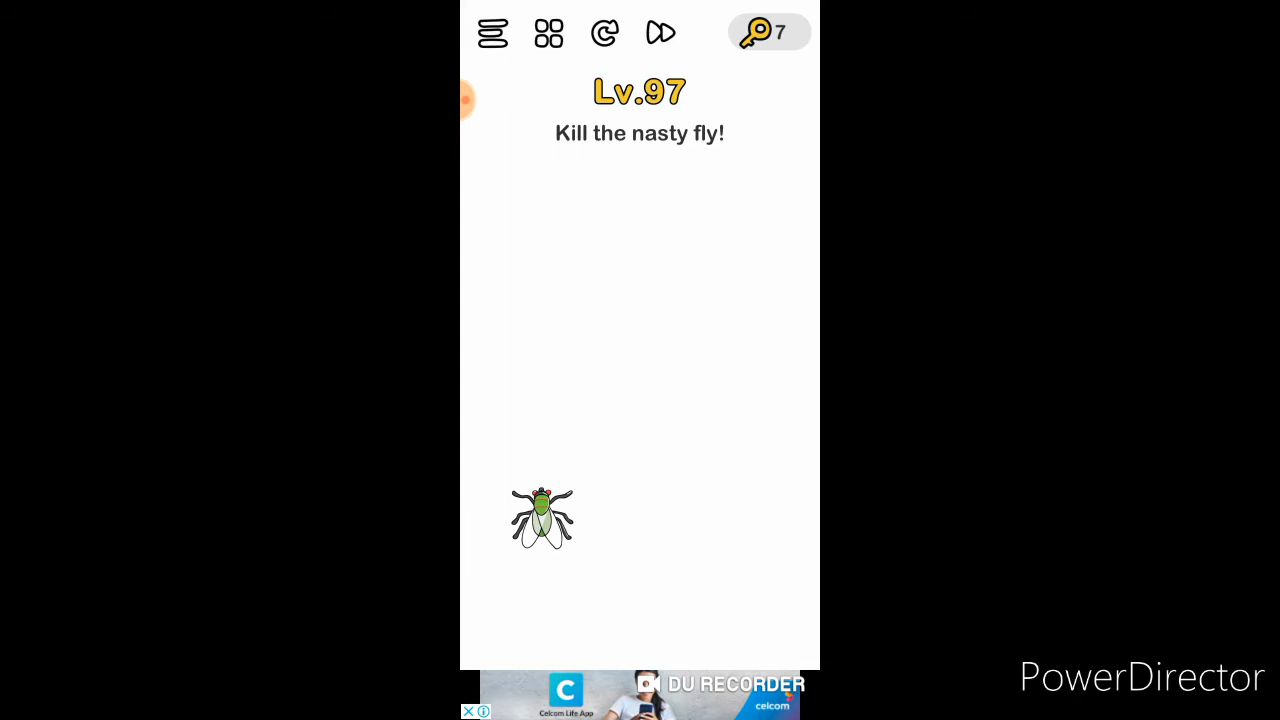 7
Lv.97
Kill the nasty fly!
C
Celcom Life App
DU RECORDER
celcom
PowerDirector